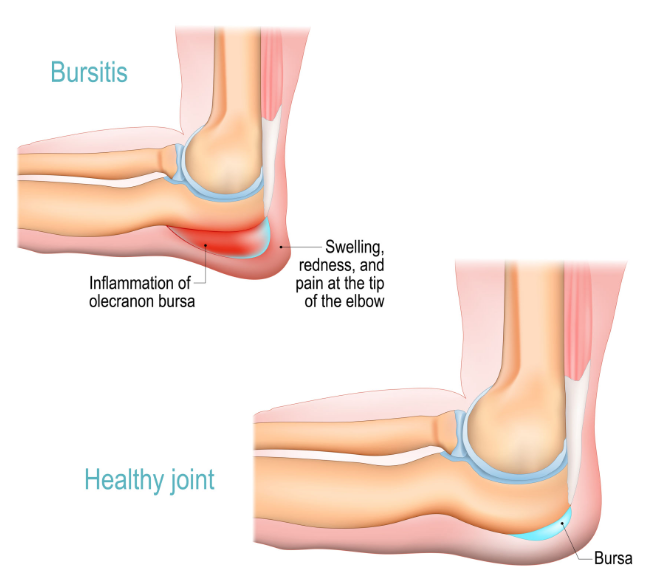 Bursitis
Inflammation of
olecranon bursa
Swelling,
redness, and
pain at the tip
of the elbow
Healthy joint
Bursa